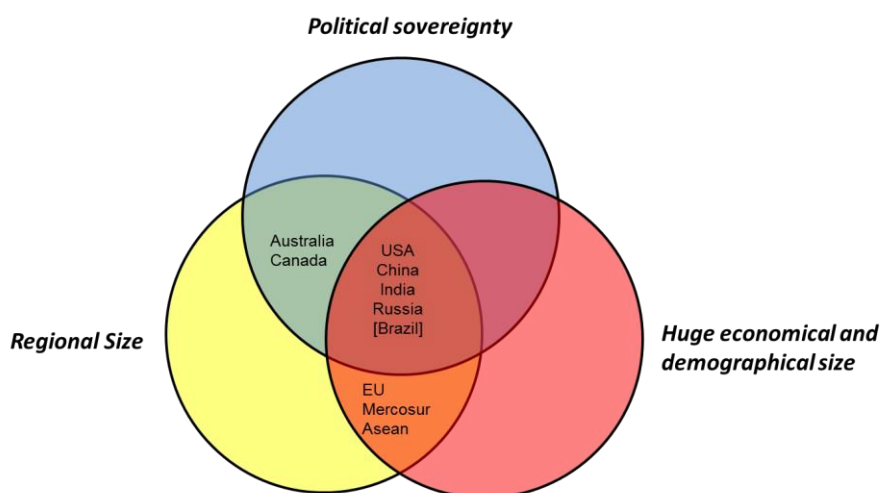 Political sovereignty
Australia
Canada
USA
China
India
Russia
[Brazil]
Regional Size
Huge economical and
demographical size
EU
Mercosur
Asean